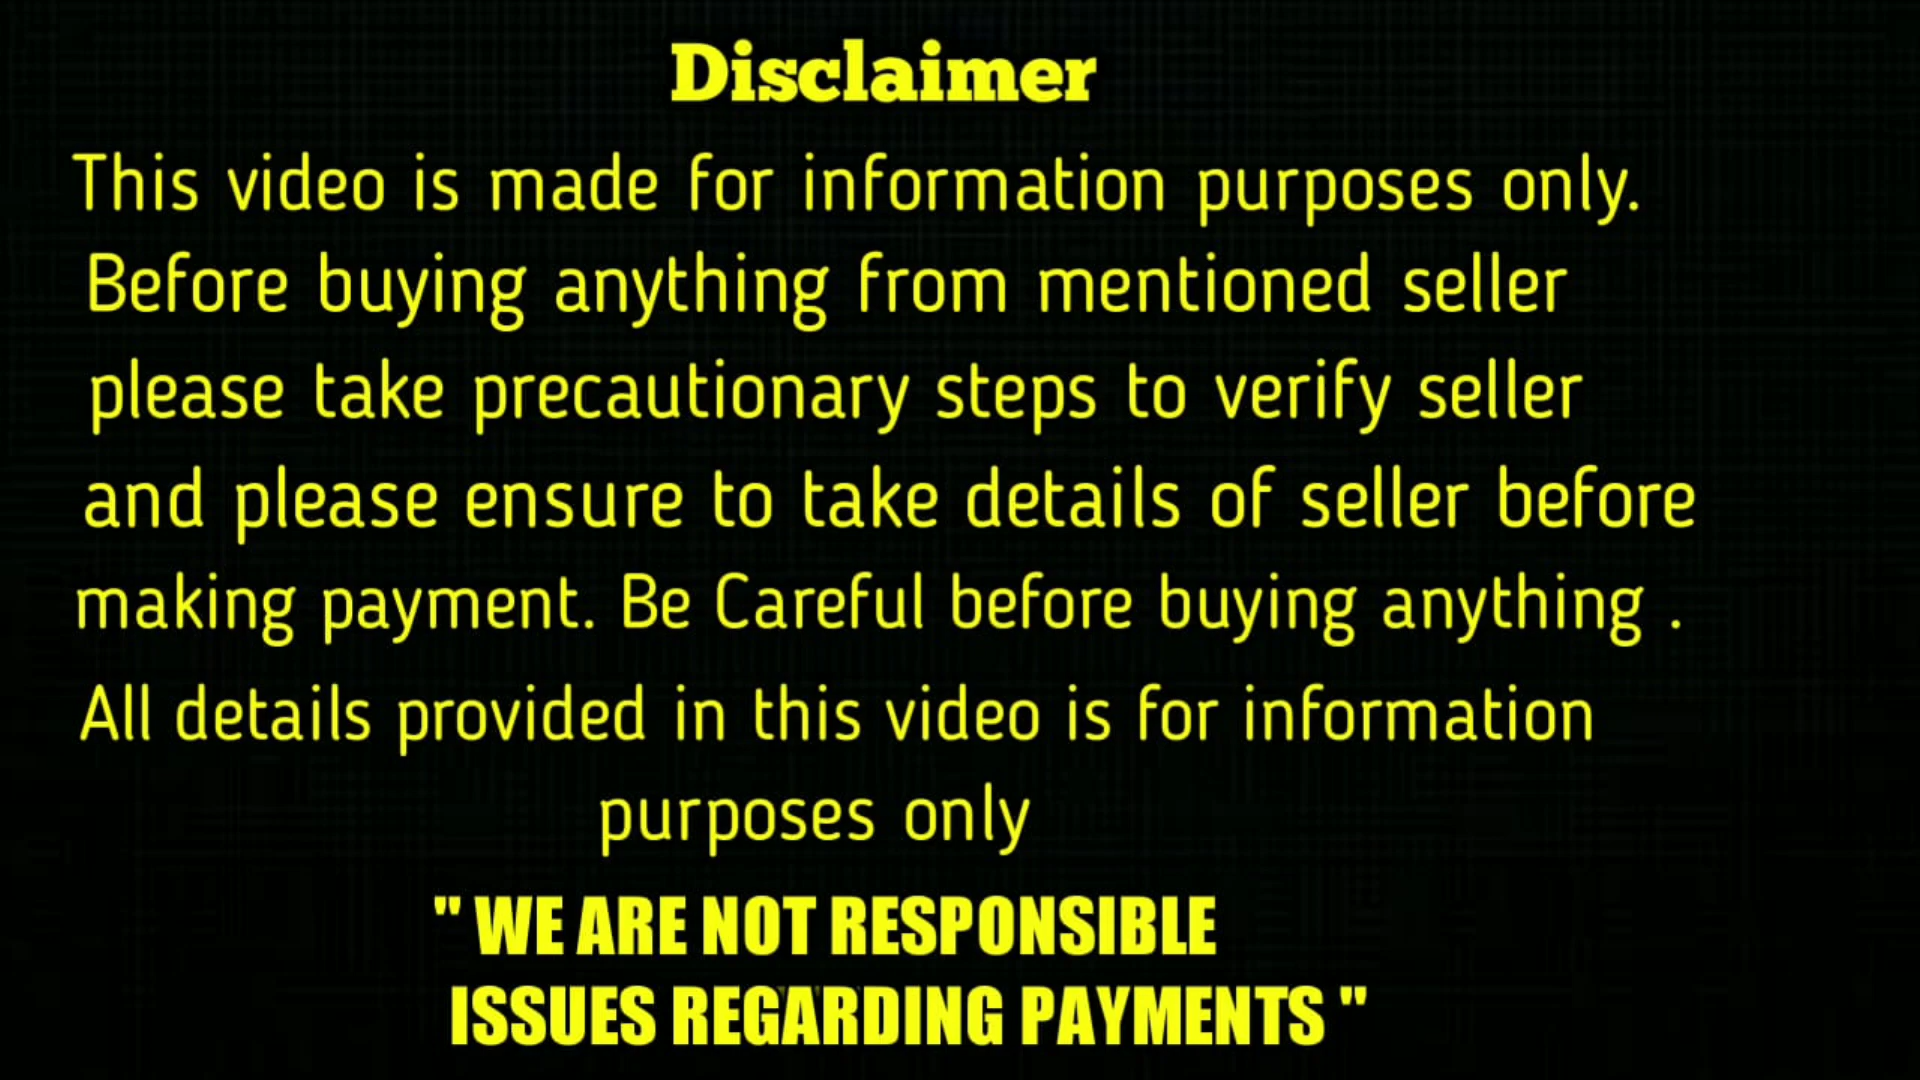 Disclaimer
This video is made for information purposes only.
Before buying anything from mentioned seller
please take precautionary steps to verify seller
and please ensure to take details of seller before
making payment. Be Careful before buying anything .
All details provided in this video is for information
purposes only
" WE ARE NOT RESPONSIBLE
ISSUES REGARDING PAYMENTS "